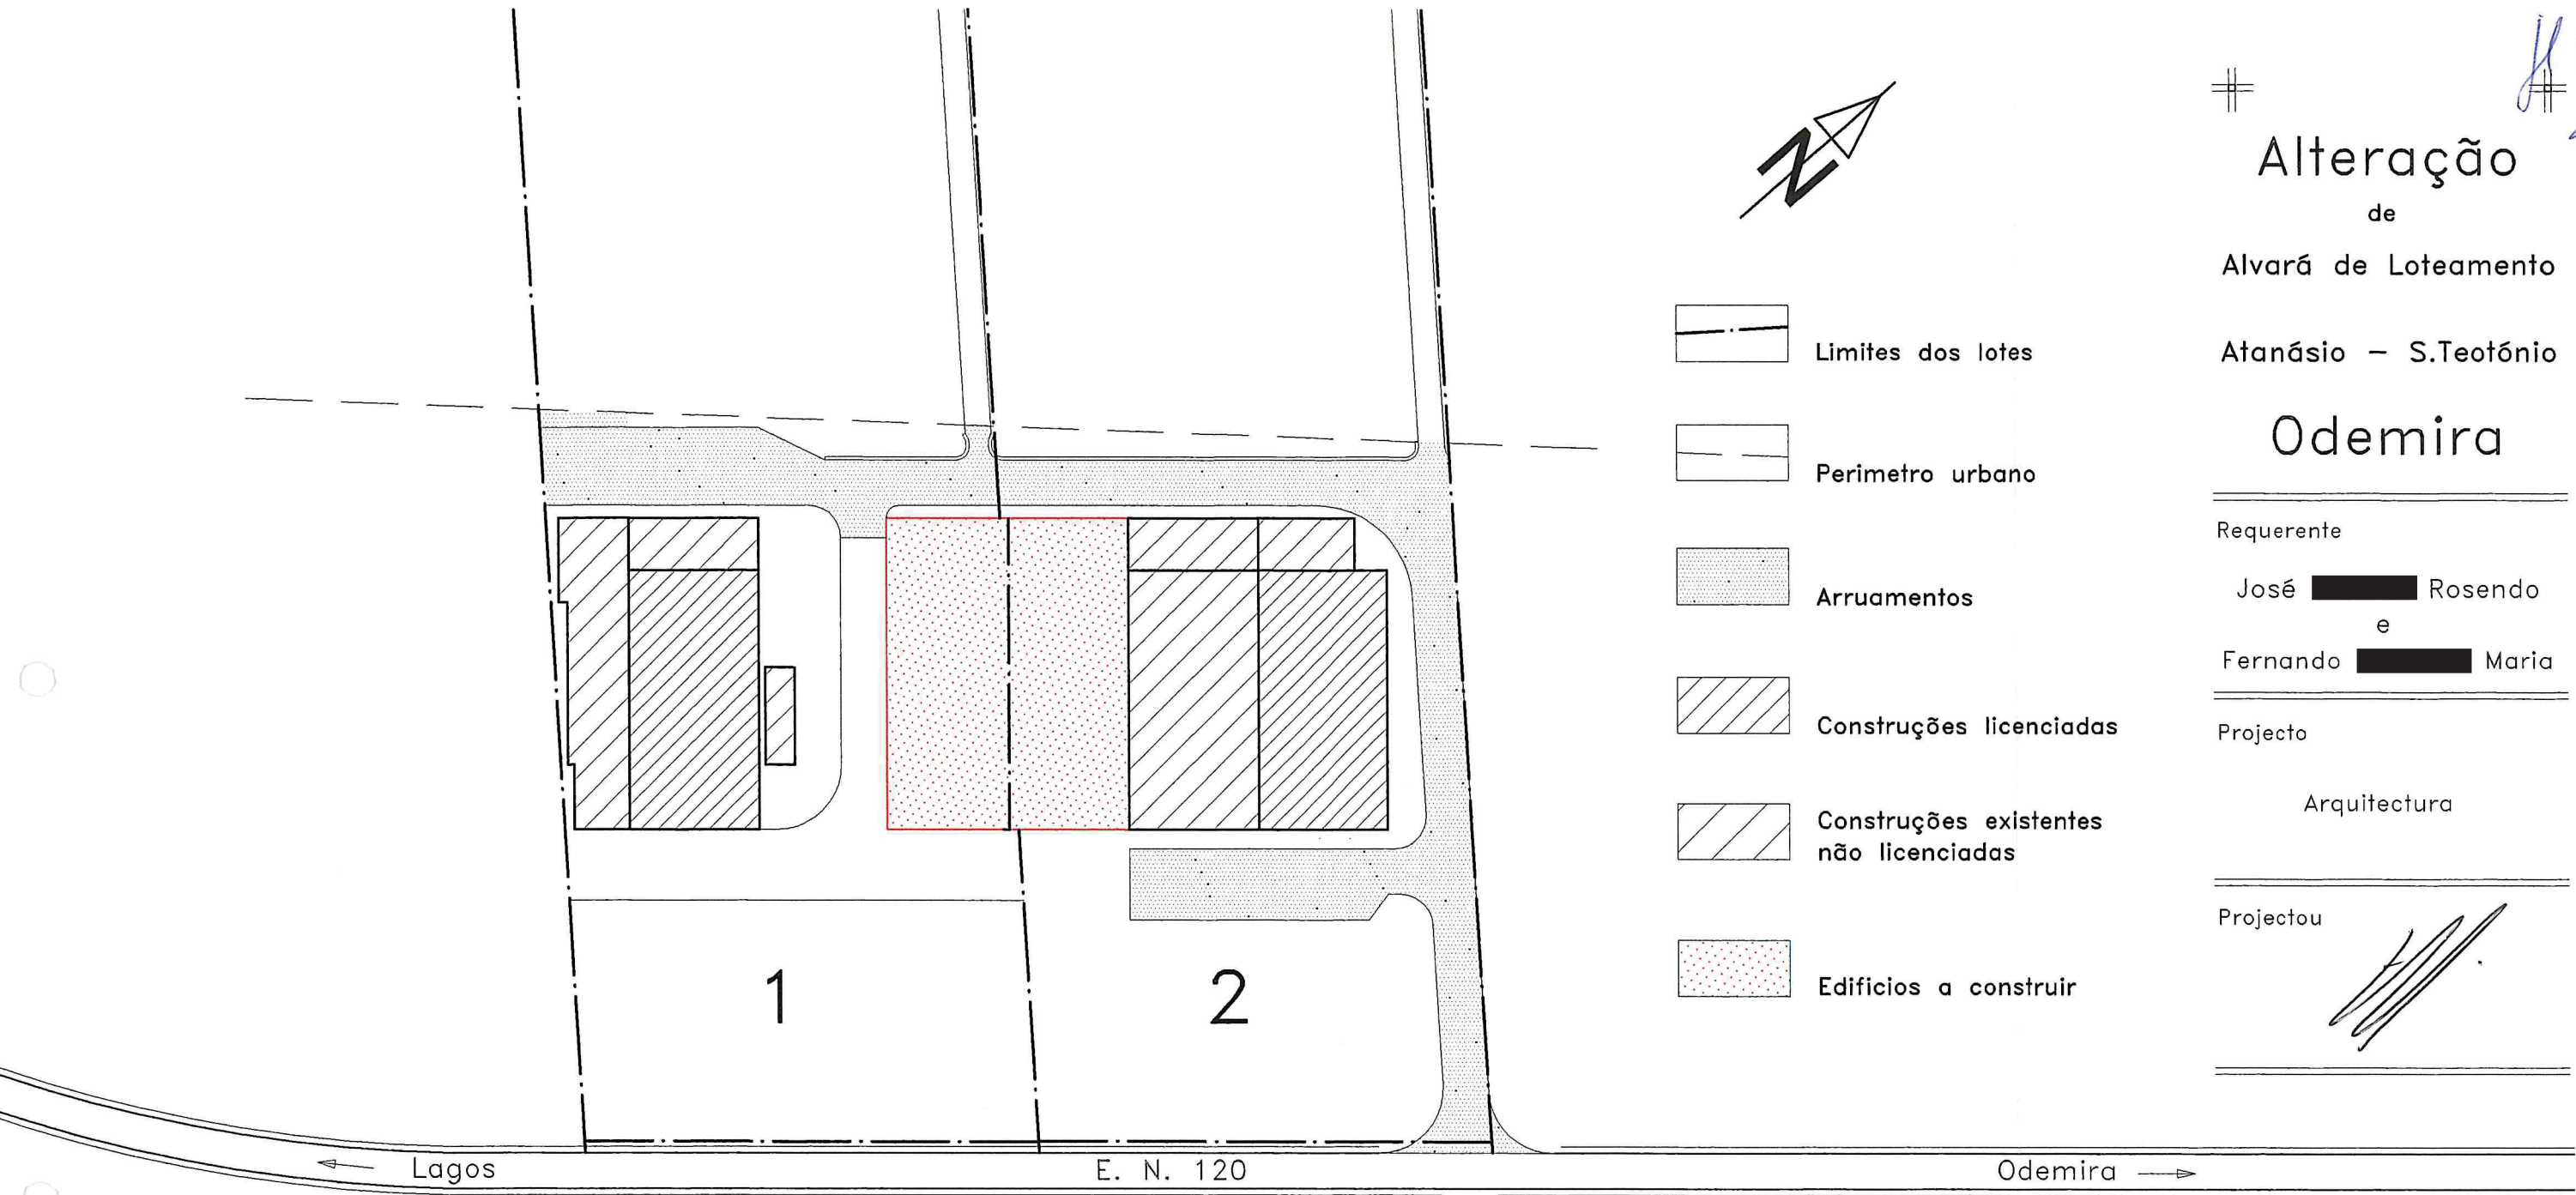 N
Limites dos lotes
Perimetro urbano
Arruamentos
Construções licenciadas
Construções existentes
não licenciadas
Edificios a construir
Alteração
de
Alvará de Loteamento
Atanásio – S.Teotónio
Odemira
Requerente
José Rosendo
e
Fernando Maria
Projecto
Arquitectura
Projectou
1
2
Lagos
E. N. 120
Odemira